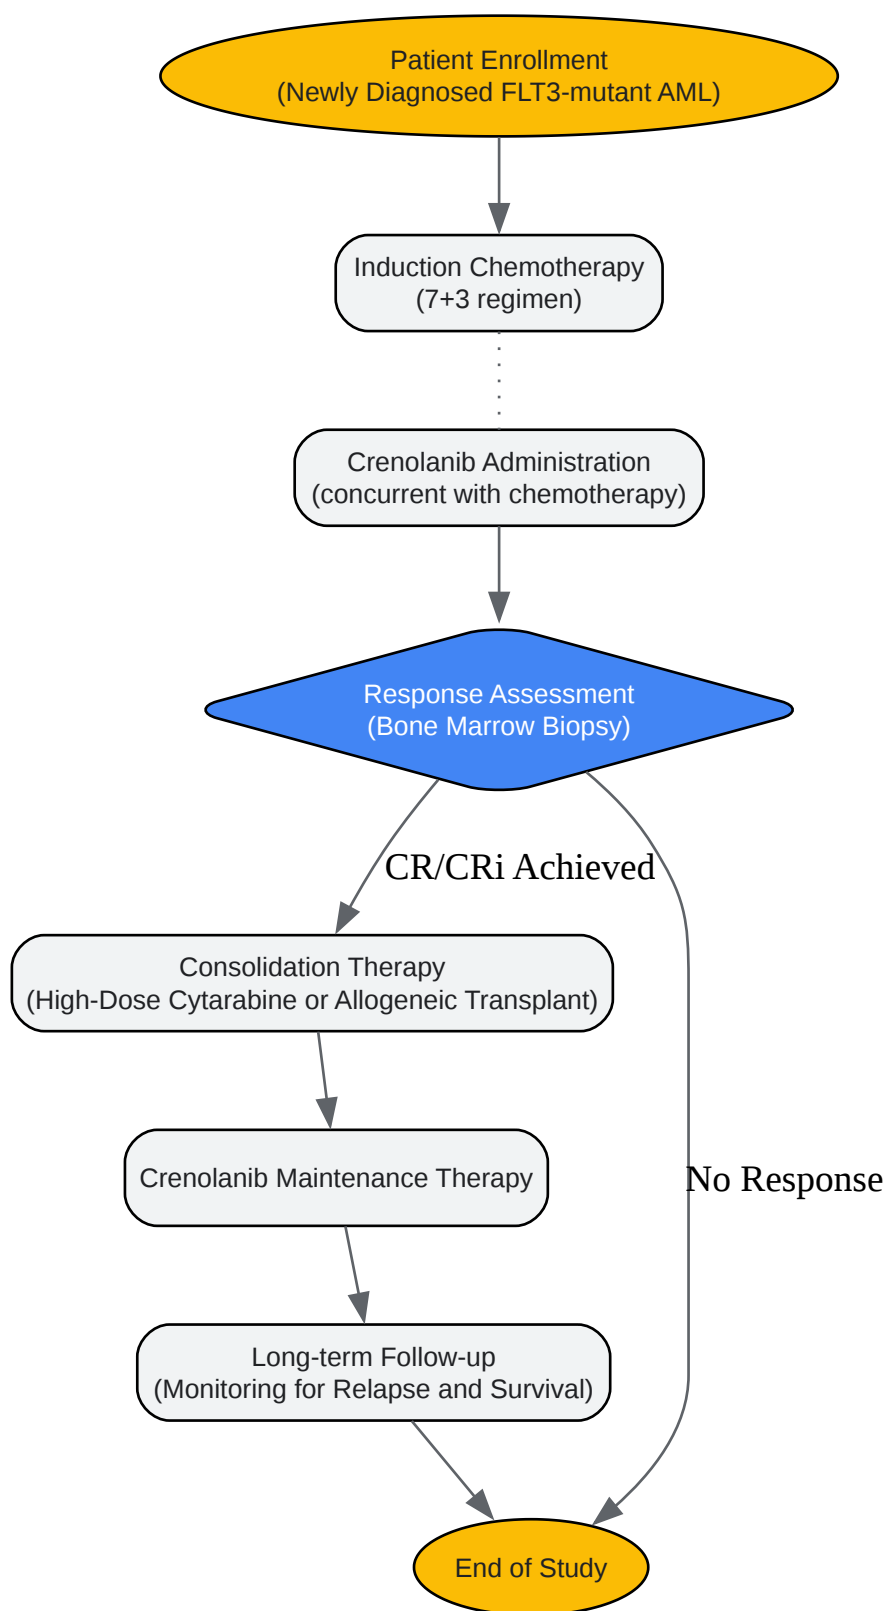 Patient Enrollment
(Newly Diagnosed FLT3-mutant AML)
Induction Chemotherapy
(7+3 regimen)
Crenolanib Administration
(concurrent with chemotherapy)
Response Assessment
(Bone Marrow Biopsy)
CR/CRi Achieved
Consolidation Therapy
(High-Dose Cytarabine or Allogeneic Transplant)
Crenolanib Maintenance Therapy
No Response
Long-term Follow-up
(Monitoring for Relapse and Survival)
End of Study